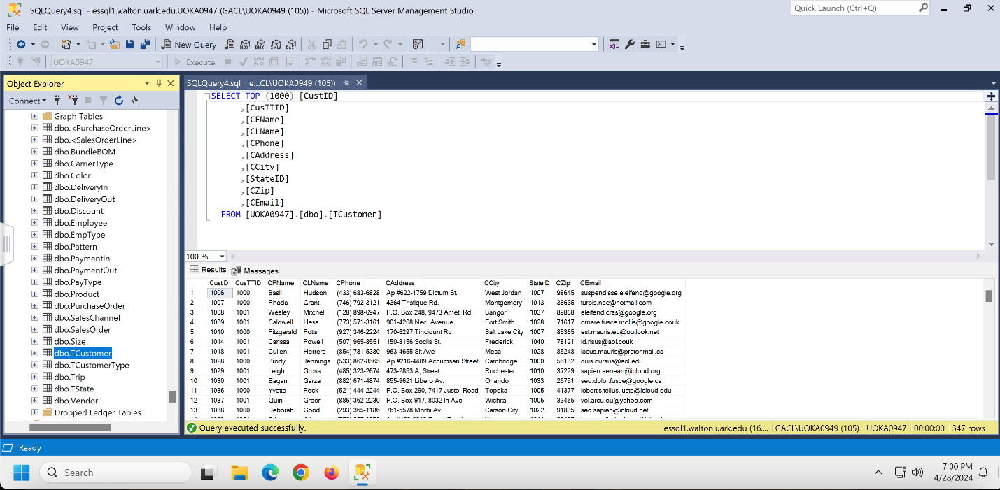 SQLQuery4.sql - essql1.walton.uark.edu.UOKA0947 (GACL\UOKA0949 (105)) - Microsoft SQL Server Management Studio
Quick Launch (Ctrl+Q)
File Edit View Project Tools Window Help
New Query MDX DMX XMLA DAX
UOKA0947 Execute
Object Explorer
Connect
Graph Tables
dbo.<PurchaseOrderLine>
dbo.<SalesOrderLine>
dbo.BundleBOM
dbo.CarrierType
dbo.Color
dbo.DeliveryIn
dbo.DeliveryOut
dbo.Discount
dbo.Employee
dbo.EmpType
dbo.Pattern
dbo.PaymentIn
dbo.PaymentOut
dbo.PayType
dbo.Product
dbo.PurchaseOrder
dbo.SalesChannel
dbo.SalesOrder
dbo.Size
dbo.TCustomer
dbo.TCustomerType
dbo.Trip
dbo.TState
dbo.Vendor
Dropped Ledger Tables
SQLQuery4.sql - e...CL\UOKA0949 (105))
SELECT TOP (1000) [CustID]
,[CusTTID]
,[CFName]
,[CLName]
,[CPhone]
,[CAddress]
,[CCity]
,[StateID]
,[CZip]
,[CEmail]
FROM [UOKA0947].[dbo].[TCustomer]
100 %
Results Messages
CustID CusTTID CFName CLName CPhone CAddress CCity StateID CZip CEmail
1 1006 1000 Basil Hudson (433) 683-6828 Ap #622-1759 Dictum St. West Jordan 1007 98645 suspendisse.eleifend@google.org
2 1007 1000 Rhoda Grant (746) 792-3121 4364 Tristique Rd. Montgomery 1013 36635 turpis.nec@hotmail.com
3 1008 1001 Wesley Mitchell (128) 898-6947 P.O. Box 248, 9473 Amet, Rd. Bangor 1037 89868 eleifend.cras@google.org
4 1009 1001 Caldwell Hess (773) 571-3161 901-4268 Nec, Avenue Fort Smith 1028 71617 ornare.fusce.mollis@google.couk
5 1010 1000 Fitzgerald Potts (927) 346-2224 170-6297 Tincidunt Rd. Salt Lake City 1007 85365 est.mauris.eu@outlook.net
6 1014 1001 Carissa Powell (507) 965-8551 150-8156 Sociis St. Frederick 1040 78121 id.risus@aol.couk
7 1018 1001 Cullen Herrera (854) 781-5380 963-4655 Sit Ave Mesa 1028 85248 lacus.mauris@protonmail.ca
8 1028 1000 Brody Jennings (533) 862-8565 Ap #216-4409 Accumsan Street Cambridge 1000 55132 duis.cursus@aol.edu
9 1029 1001 Leigh Gross (485) 323-2674 473-2853 A, Street Rochester 1010 37229 sapien.aenean@icloud.org
10 1030 1001 Eagan Garza (882) 671-4874 855-9621 Libero Av. Orlando 1033 26751 sed.dolor.fusce@google.ca
11 1036 1000 Yvette Peck (521) 444-2244 P.O. Box 290, 7417 Justo. Road Topeka 1005 41377 lobortis.tellus.justo@icloud.edu
12 1037 1001 Quin Greer (886) 362-2230 P.O. Box 917, 8032 In Ave Wichita 1005 33465 vel.arcu.eu@yahoo.com
13 1038 1000 Deborah Good (293) 365-1186 761-5578 Morbi Av. Carson City 1022 91835 sed.sapien@icloud.net
Query executed successfully. essql1.walton.uark.edu (16.... GACL\UOKA0949 (105) UOKA0947 00:00:00 347 rows
Ready
Search
7:00 PM
4/28/2024